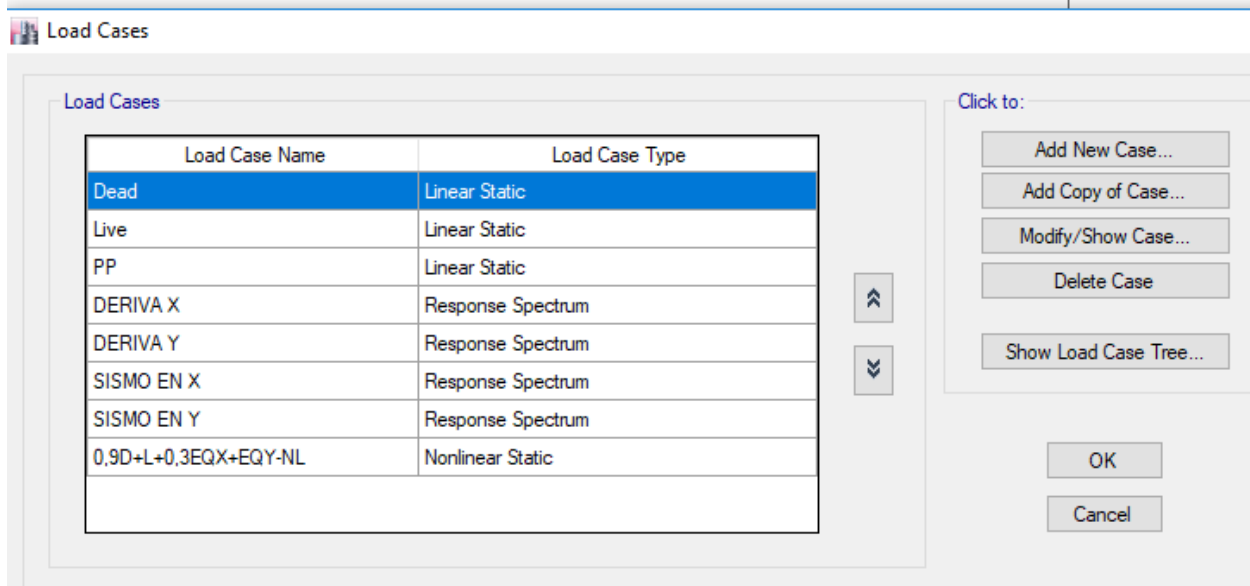 Load Cases
Load Cases
Load Case Name Load Case Type
Dead Linear Static
Live Linear Static
PP Linear Static
DERIVA X Response Spectrum
DERIVA Y Response Spectrum
SISMO EN X Response Spectrum
SISMO EN Y Response Spectrum
0,9D+L+0,3EQX+EQY-NL Nonlinear Static
Click to:
Add New Case...
Add Copy of Case...
Modify/Show Case...
Delete Case
Show Load Case Tree...
OK
Cancel